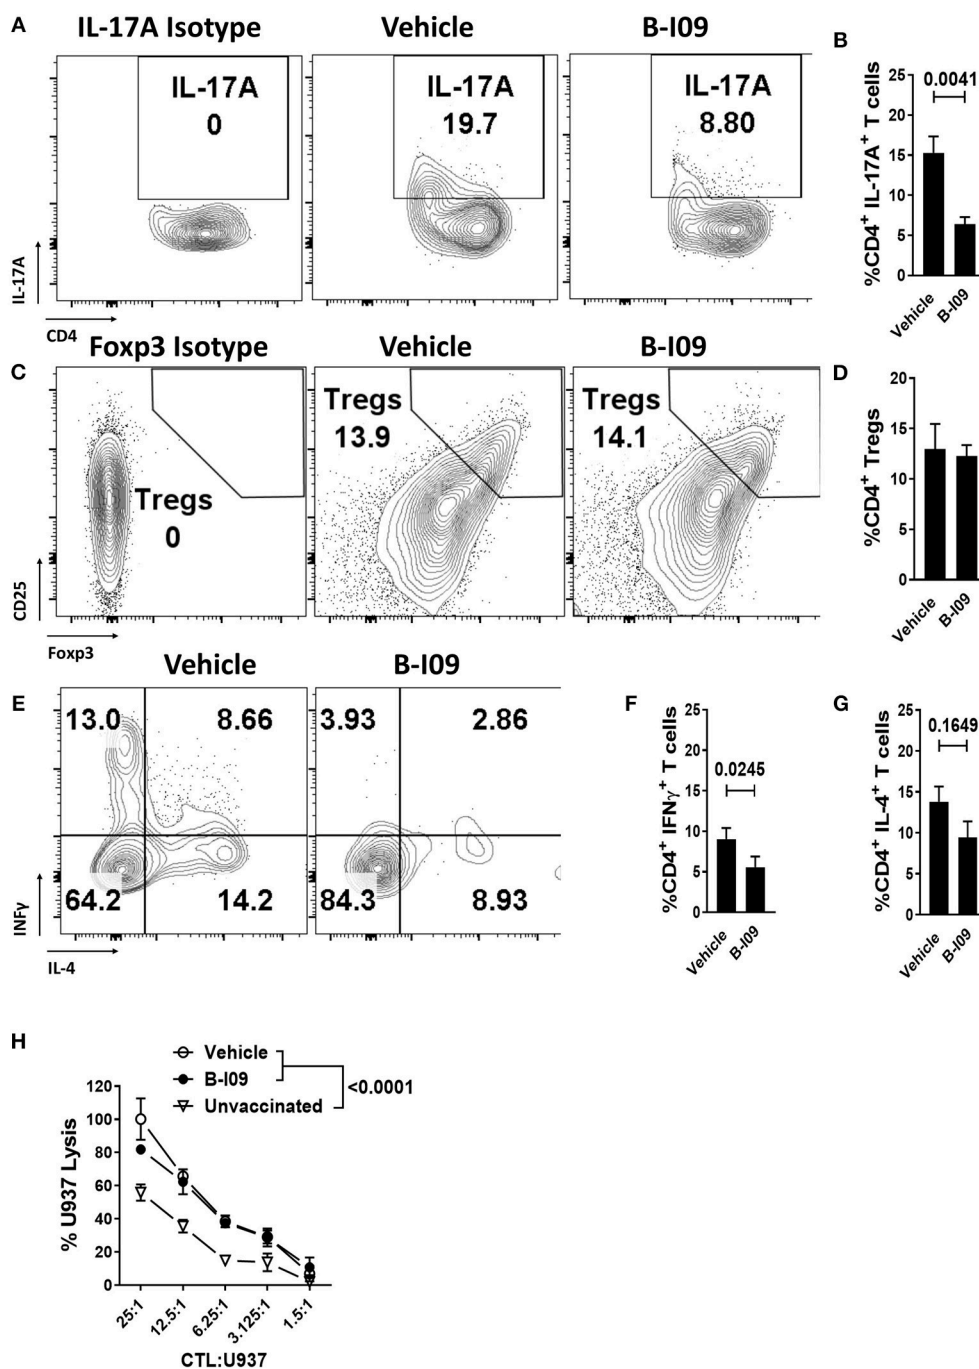 A
IL-17A Isotype
Vehicle
B-I09
IL-17A
0
IL-17A
19.7
IL-17A
8.80
IL-17A
CD4
B
%CD4+ IL-17A+ T cells
25
20
15
10
5
0
0.0041
Vehicle
B-I09
C
Foxp3 Isotype
Vehicle
B-I09
Tregs
0
Tregs
13.9
Tregs
14.1
CD25
Foxp3
D
%CD4+ Tregs
20
15
10
5
0
Vehicle
B-I09
E
Vehicle
B-I09
13.0
8.66
64.2
14.2
3.93
2.86
84.3
8.93
INFγ
IL-4
F
%CD4+ IFNγ+ T cells
25
20
15
10
5
0
0.0245
Vehicle
B-I09
G
%CD4+ IL-4+ T cells
25
20
15
10
5
0
0.1649
Vehicle
B-I09
H
Vehicle
B-I09
Unvaccinated
<0.0001
% U937 Lysis
120
100
80
60
40
20
0
25:1
12.5:1
6.25:1
3.125:1
1.5:1
CTL:U937